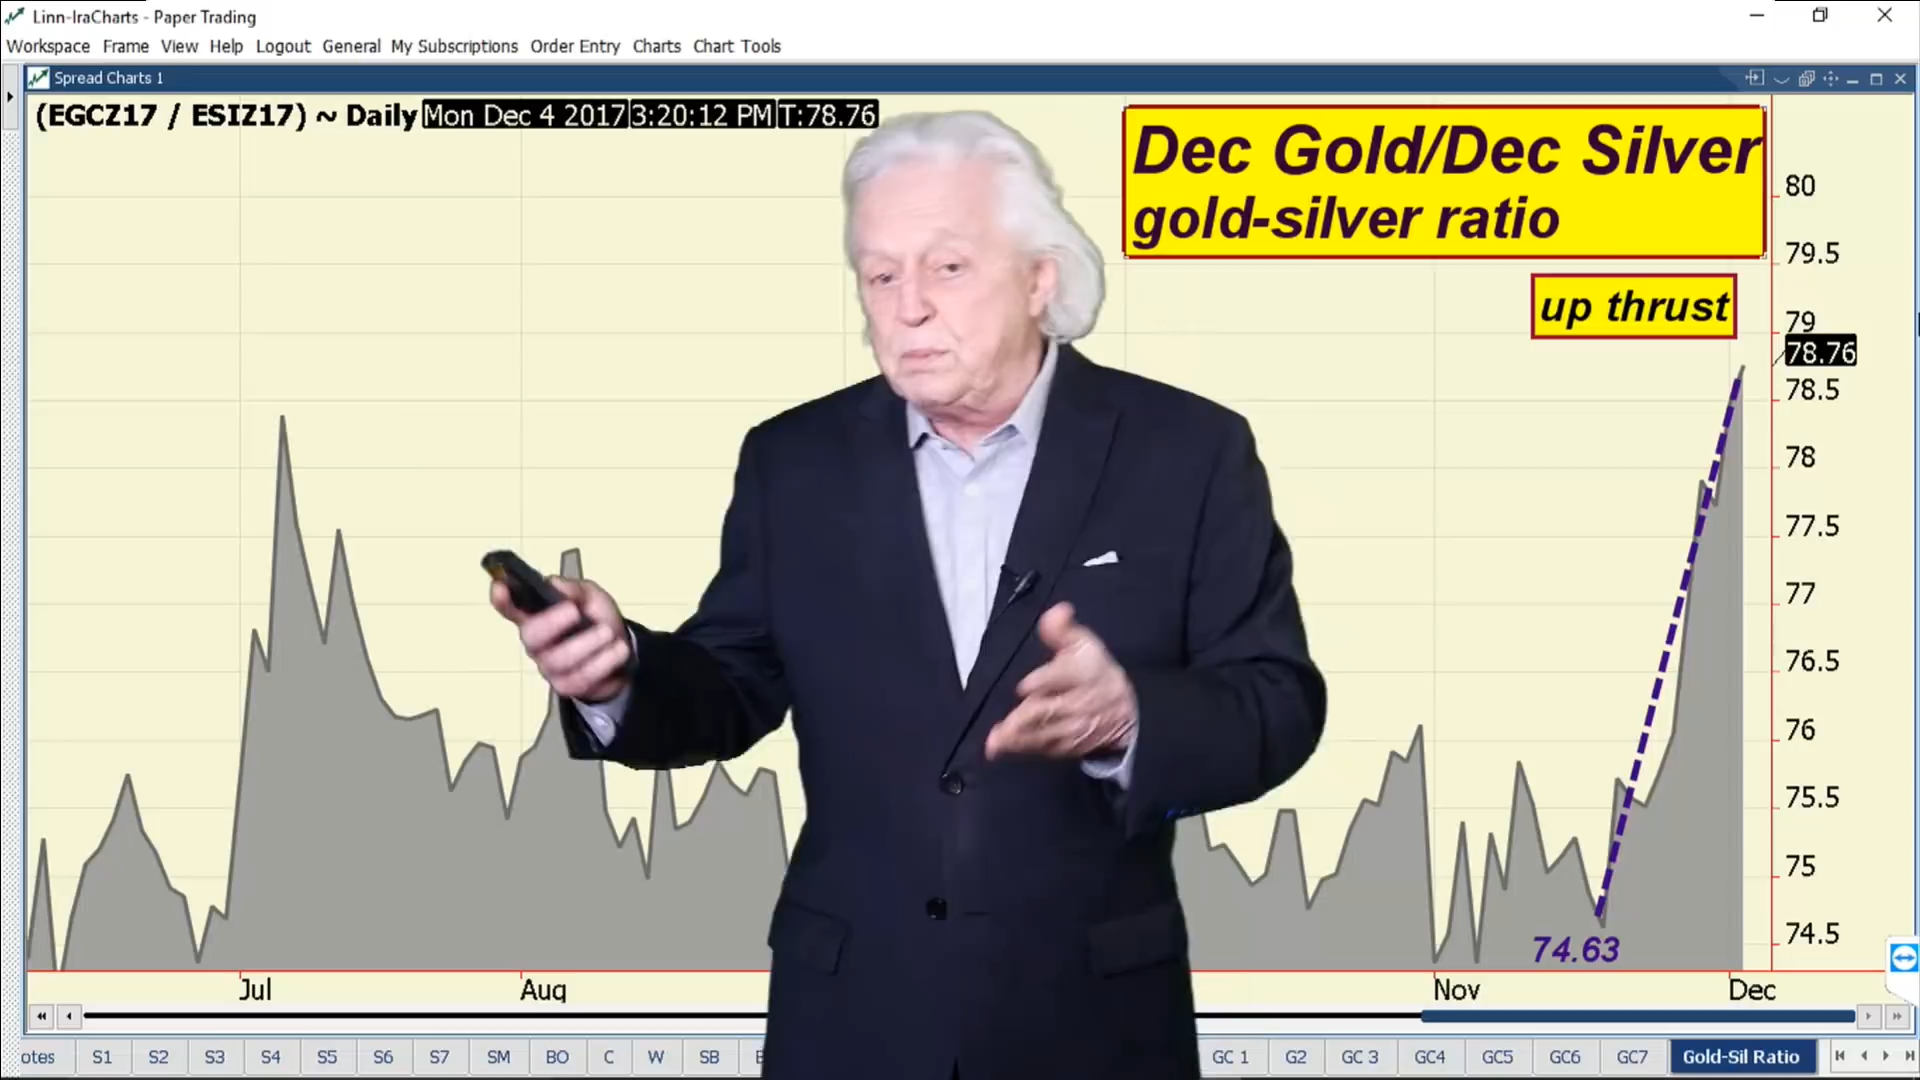 Linn-IraCharts - Paper Trading
Workspace Frame View Help Logout General My Subscriptions Order Entry Charts Chart Tools
Spread Charts 1
(EGCZ17 / ESIZ17) ~ Daily Mon Dec 4 2017 3:20:12 PM T:78.76
Dec Gold/Dec Silver
gold-silver ratio
up thrust
80
79.5
79
78.76
78.5
78
77.5
77
76.5
76
75.5
75
74.5
74.63
Jul Aug Nov Dec
otes S1 S2 S3 S4 S5 S6 S7 SM BO C W SB GC 1 G2 GC 3 GC4 GC5 GC6 GC7 Gold-Sil Ratio